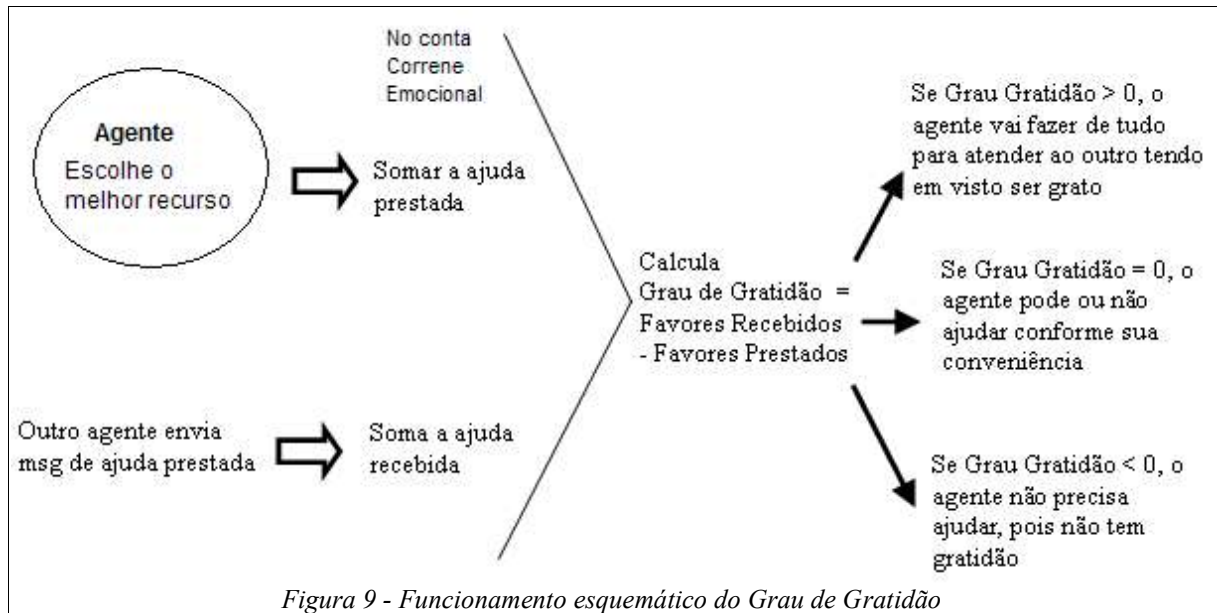 No conta
Correne
Emocional
Agente
Escolhe o
melhor recurso
Somar a ajuda
prestada
Outro agente envia
msg de ajuda prestada
Soma a ajuda
recebida
Calcula
Grau de Gratidão =
Favores Recebidos
- Favores Prestados
Se Grau Gratidão > 0, o
agente vai fazer de tudo
para atender ao outro tendo
em visto ser grato
Se Grau Gratidão = 0, o
agente pode ou não
ajudar conforme sua
conveniência
Se Grau Gratidão < 0, o
agente não precisa
ajudar, pois não tem
gratidão
Figura 9 - Funcionamento esquemático do Grau de Gratidão